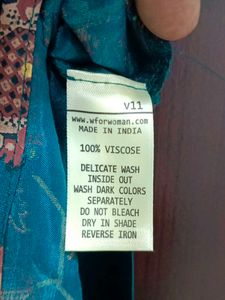 v11
www.wforwoman.com
MADE IN INDIA
100% VISCOSE
DELICATE WASH
INSIDE OUT
WASH DARK COLORS
SEPARATELY
DO NOT BLEACH
DRY IN SHADE
REVERSE IRON